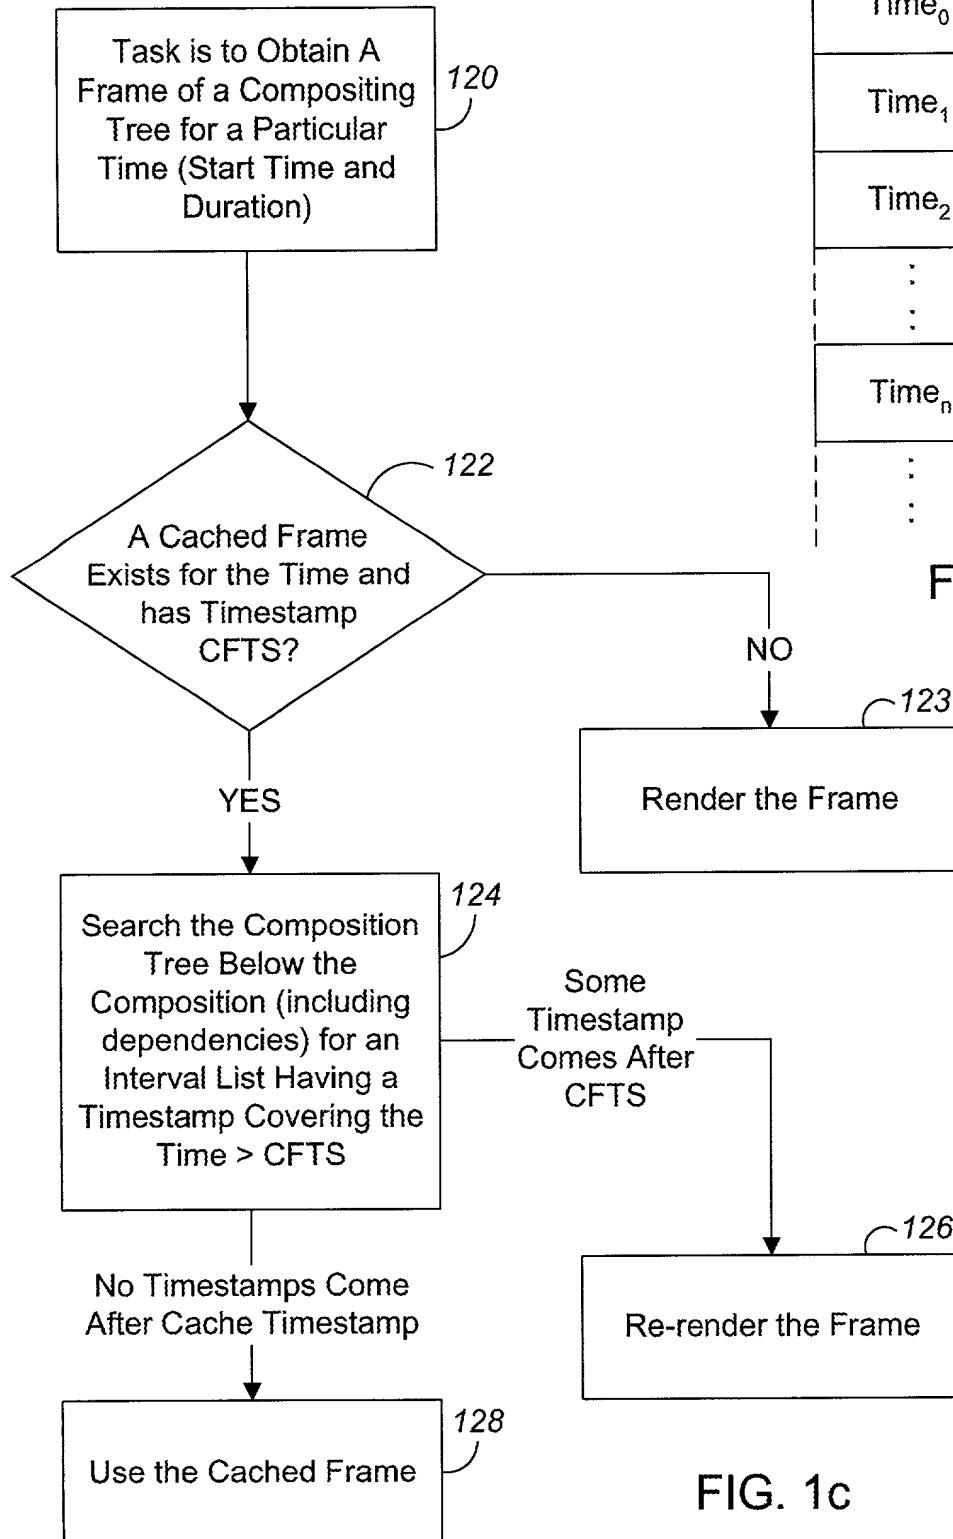 Task is to Obtain A
Frame of a Compositing
Tree for a Particular
Time (Start Time and
Duration)
120
Time₀
Time₁
Time₂
Timeₙ
F
122
A Cached Frame
Exists for the Time and
has Timestamp
CFTS?
NO
123
Render the Frame
YES
124
Search the Composition
Tree Below the
Composition (including
dependencies) for an
Interval List Having a
Timestamp Covering the
Time > CFTS
Some
Timestamp
Comes After
CFTS
126
Re-render the Frame
No Timestamps Come
After Cache Timestamp
128
Use the Cached Frame
FIG. 1c